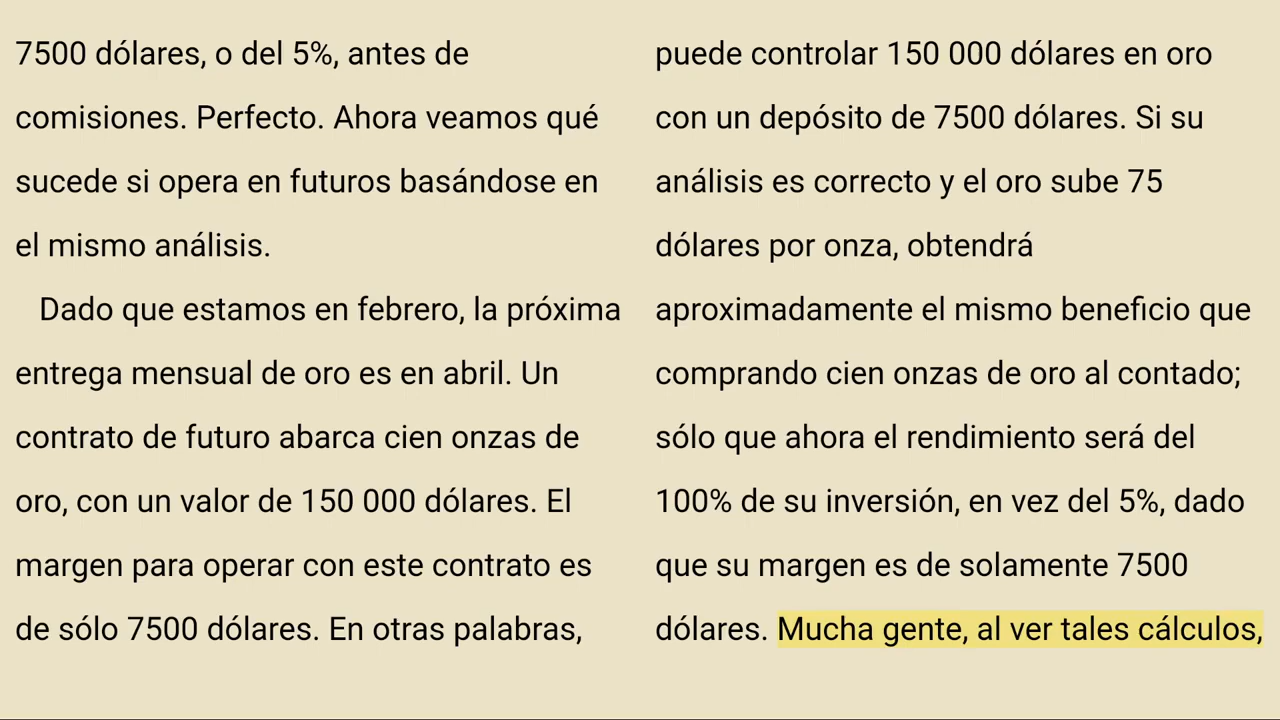 7500 dólares, o del 5%, antes de
comisiones. Perfecto. Ahora veamos qué
sucede si opera en futuros basándose en
el mismo análisis.
Dado que estamos en febrero, la próxima
entrega mensual de oro es en abril. Un
contrato de futuro abarca cien onzas de
oro, con un valor de 150 000 dólares. El
margen para operar con este contrato es
de sólo 7500 dólares. En otras palabras,
puede controlar 150 000 dólares en oro
con un depósito de 7500 dólares. Si su
análisis es correcto y el oro sube 75
dólares por onza, obtendrá
aproximadamente el mismo beneficio que
comprando cien onzas de oro al contado;
sólo que ahora el rendimiento será del
100% de su inversión, en vez del 5%, dado
que su margen es de solamente 7500
dólares. Mucha gente, al ver tales cálculos,